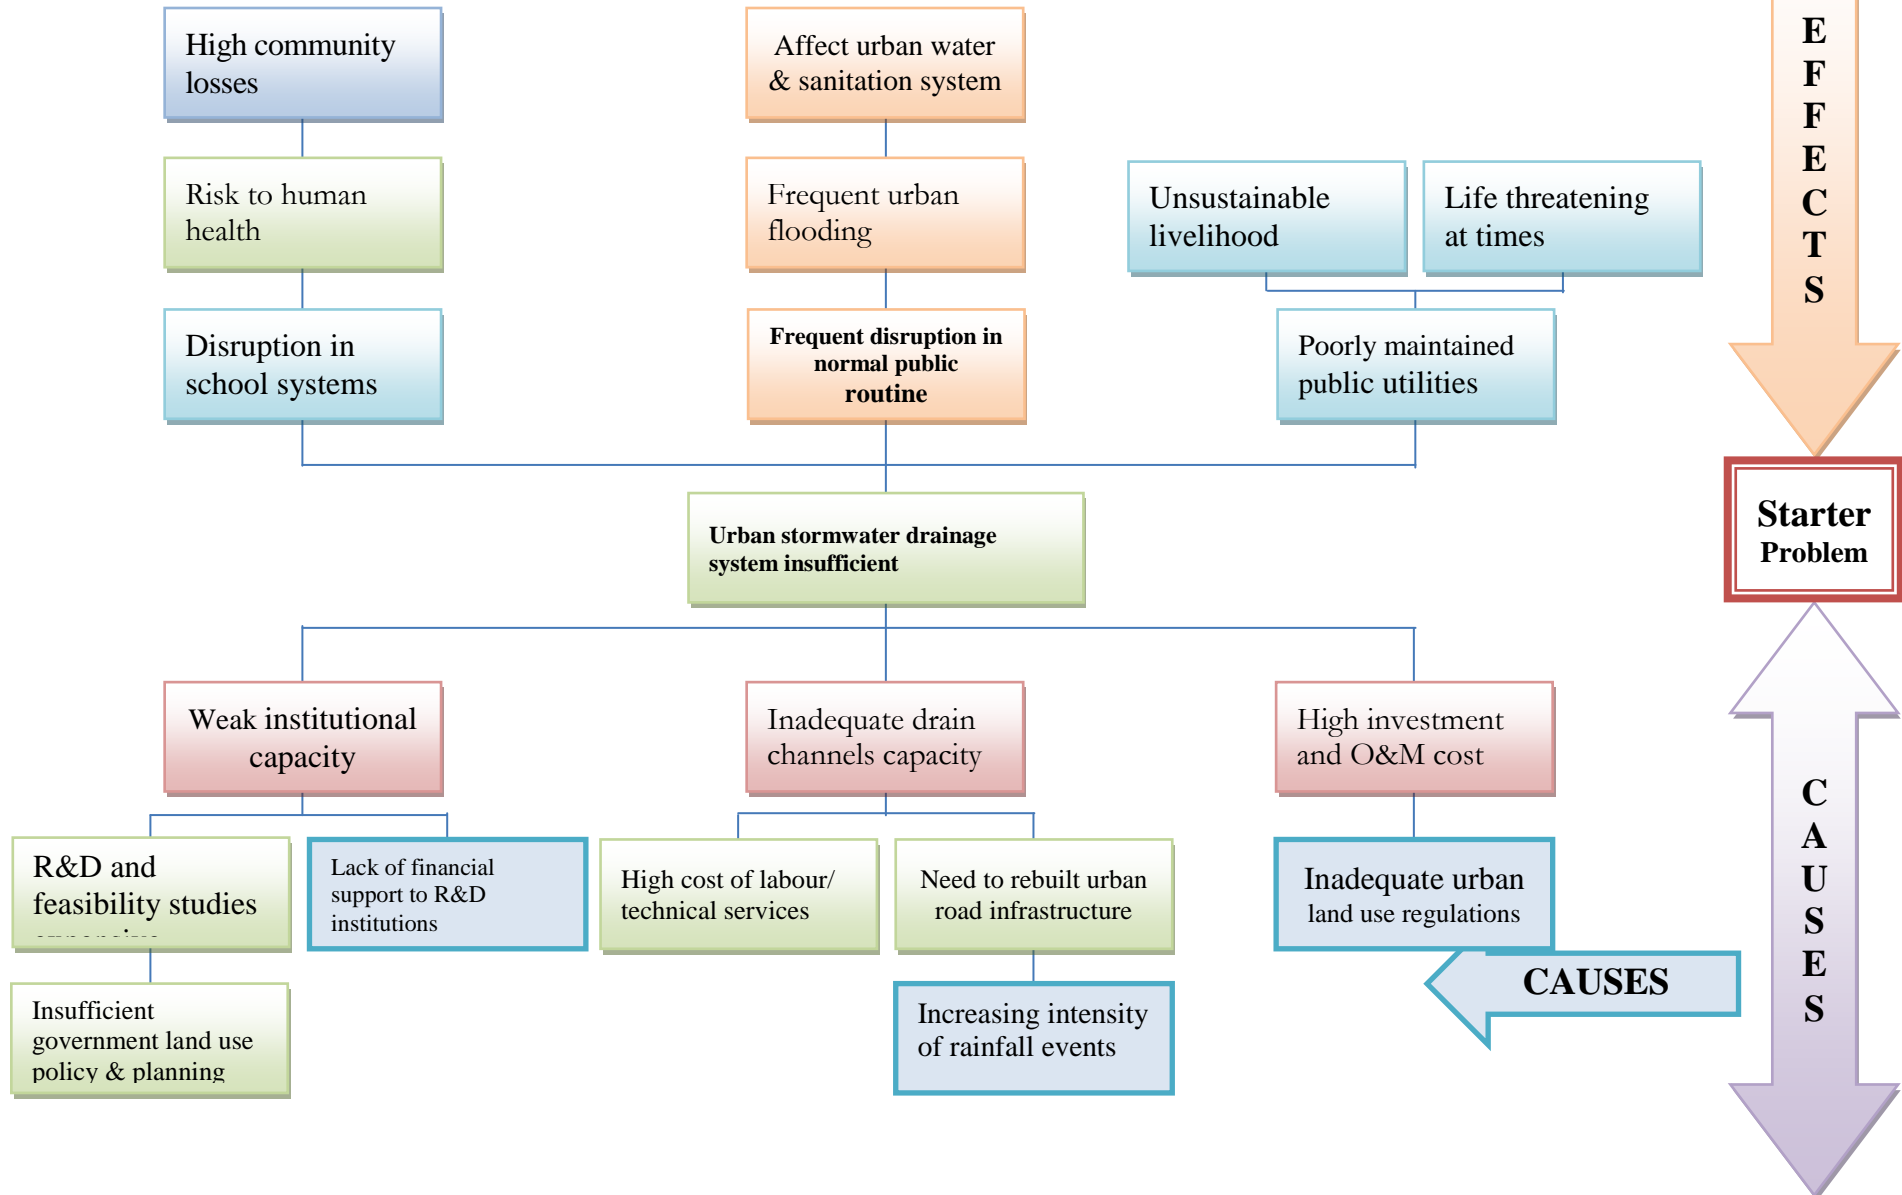 High community
losses
Affect urban water
& sanitation system
Risk to human
health
Frequent urban
flooding
Unsustainable
livelihood
Life threatening
at times
Disruption in
school systems
Frequent disruption in
normal public
routine
Poorly maintained
public utilities
E
F
F
E
C
T
S
Urban stormwater drainage
system insufficient
Starter
Problem
Weak institutional
capacity
Inadequate drain
channels capacity
High investment
and O&M cost
R&D and
feasibility studies
Lack of financial
support to R&D
institutions
High cost of labour/
technical services
Need to rebuilt urban
road infrastructure
Inadequate urban
land use regulations
Insufficient
government land use
policy & planning
Increasing intensity
of rainfall events
CAUSES
C
A
U
S
E
S